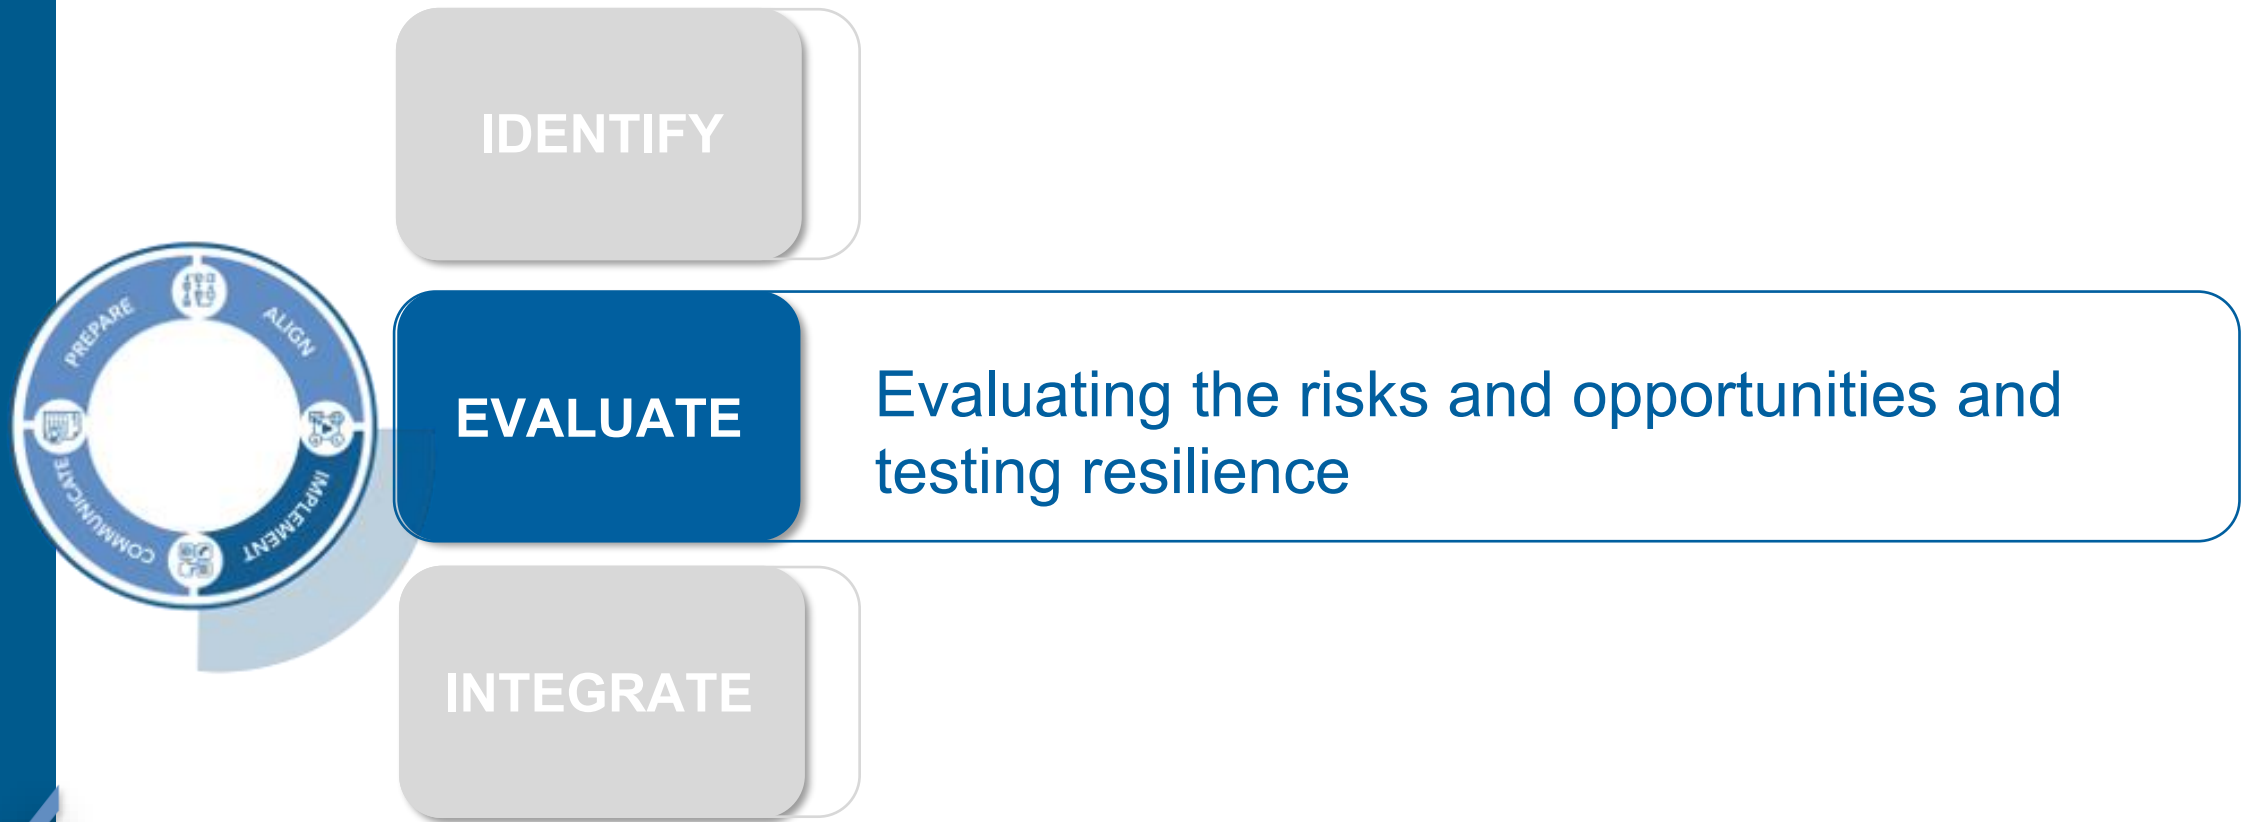 IDENTIFY
PREPARE
ALIGN
COMMUNICATE
IMPLEMENT
EVALUATE
Evaluating the risks and opportunities and
testing resilience
INTEGRATE